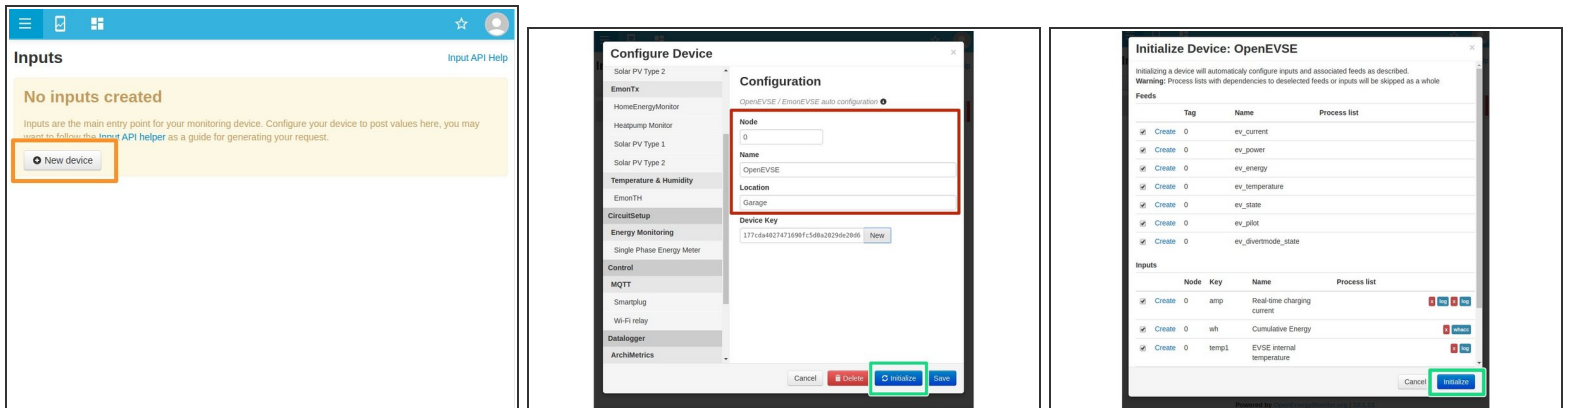 Inputs
Input API Help
No inputs created
Inputs are the main entry point for your monitoring device. Configure your device to post values here, you may
want to follow the Input API helper as a guide for generating your request.
New device
Configure Device
×
Solar PV Type 2
EmonTx
HomeEnergyMonitor
Heatpump Monitor
Solar PV Type 1
Solar PV Type 2
Temperature & Humidity
EmonTH
CircuitSetup
Energy Monitoring
Single Phase Energy Meter
Control
MQTT
Smartplug
Wi-Fi relay
Datalogger
ArchiMetrics
Configuration
OpenEVSE / EmonEVSE auto configuration
Node
0
Name
OpenEVSE
Location
Garage
Device Key
177cda4027471690fc5d0a2029de20d6 New
Cancel Delete Initialize Save
Initialize Device: OpenEVSE
×
Initializing a device will automaticaly configure inputs and associated feeds as described.
Warning: Process lists with dependencies to deselected feeds or inputs will be skipped as a whole
Feeds
Tag Name Process list
Create 0 ev_current
Create 0 ev_power
Create 0 ev_energy
Create 0 ev_temperature
Create 0 ev_state
Create 0 ev_pilot
Create 0 ev_divertmode_state
Inputs
Node Key Name Process list
Create 0 amp Real-time charging x log x log
current
Create 0 wh Cumulative Energy x whacc
Create 0 temp1 EVSE internal x log
temperature
Cancel Initialize
Powered by